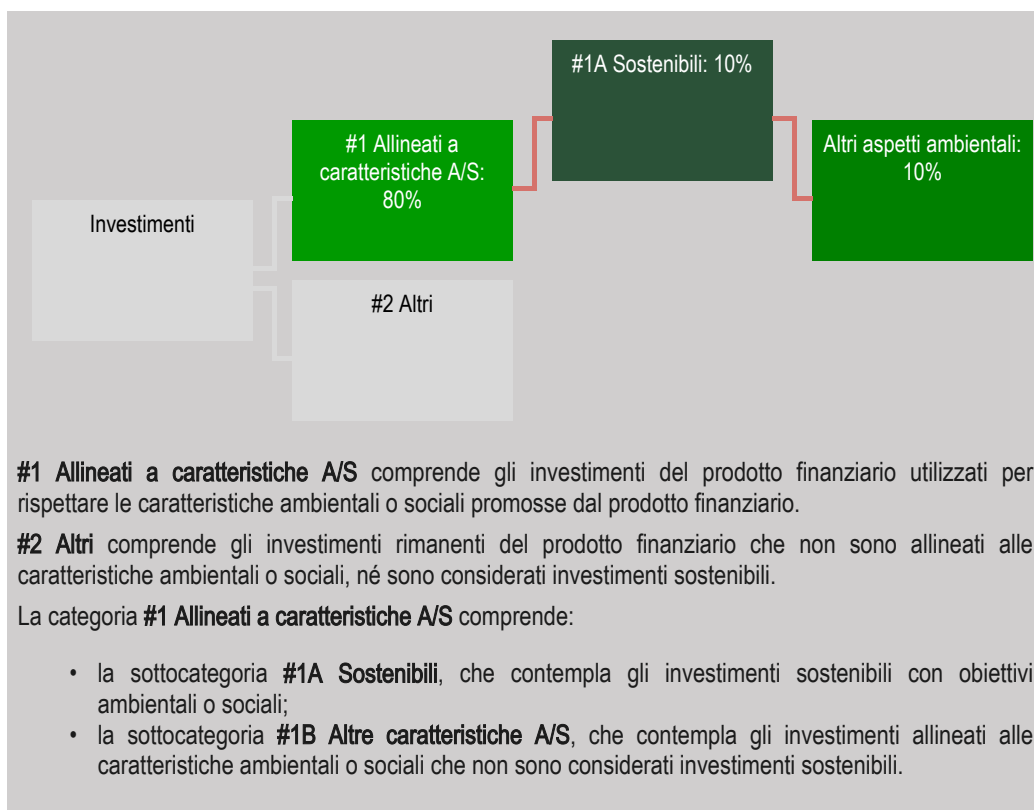 #1A Sostenibili: 10%
#1 Allineati a
caratteristiche A/S:
80%
Altri aspetti ambientali:
10%
Investimenti
#2 Altri
#1 Allineati a caratteristiche A/S comprende gli investimenti del prodotto finanziario utilizzati per
rispettare le caratteristiche ambientali o sociali promosse dal prodotto finanziario.
#2 Altri comprende gli investimenti rimanenti del prodotto finanziario che non sono allineati alle
caratteristiche ambientali o sociali, né sono considerati investimenti sostenibili.
La categoria #1 Allineati a caratteristiche A/S comprende:
• la sottocategoria #1A Sostenibili, che contempla gli investimenti sostenibili con obiettivi
ambientali o sociali;
• la sottocategoria #1B Altre caratteristiche A/S, che contempla gli investimenti allineati alle
caratteristiche ambientali o sociali che non sono considerati investimenti sostenibili.